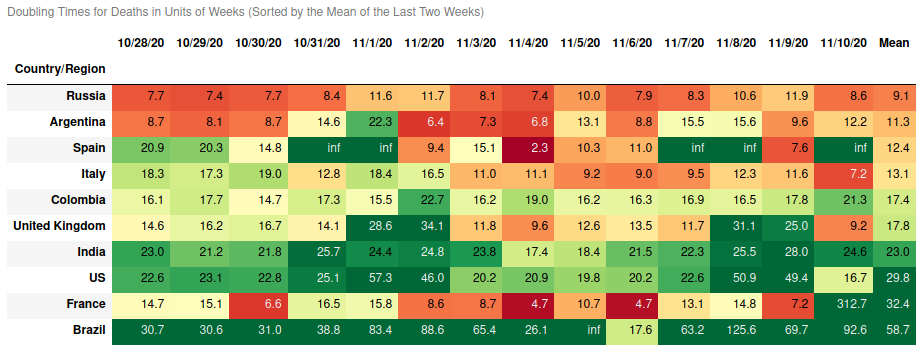 Doubling Times for Deaths in Units of Weeks (Sorted by the Mean of the Last Two Weeks)
10/28/20 10/29/20 10/30/20 10/31/20 11/1/20 11/2/20 11/3/20 11/4/20 11/5/20 11/6/20 11/7/20 11/8/20 11/9/20 11/10/20 Mean
Country/Region
Russia 7.7 7.4 7.7 8.4 11.6 11.7 8.1 7.4 10.0 7.9 8.3 10.6 11.9 8.6 9.1
Argentina 8.7 8.1 8.7 14.6 22.3 6.4 7.3 6.8 13.1 8.8 15.5 15.6 9.6 12.2 11.3
Spain 20.9 20.3 14.8 inf inf 9.4 15.1 2.3 10.3 11.0 inf inf 7.6 inf 12.4
Italy 18.3 17.3 19.0 12.8 18.4 16.5 11.0 11.1 9.2 9.0 9.5 12.3 11.6 7.2 13.1
Colombia 16.1 17.7 14.7 17.3 15.5 22.7 16.2 19.0 16.2 16.3 16.9 16.5 17.8 21.3 17.4
United Kingdom 14.6 16.2 16.7 14.1 28.6 34.1 11.8 9.6 12.6 13.5 11.7 31.1 25.0 9.2 17.8
India 23.0 21.2 21.8 25.7 24.4 24.8 23.8 17.4 18.4 21.5 22.3 25.5 28.0 24.6 23.0
US 22.6 23.1 22.8 25.1 57.3 46.0 20.2 20.9 19.8 20.2 22.6 50.9 49.4 16.7 29.8
France 14.7 15.1 6.6 16.5 15.8 8.6 8.7 4.7 10.7 4.7 13.1 14.8 7.2 312.7 32.4
Brazil 30.7 30.6 31.0 38.8 83.4 88.6 65.4 26.1 inf 17.6 63.2 125.6 69.7 92.6 58.7